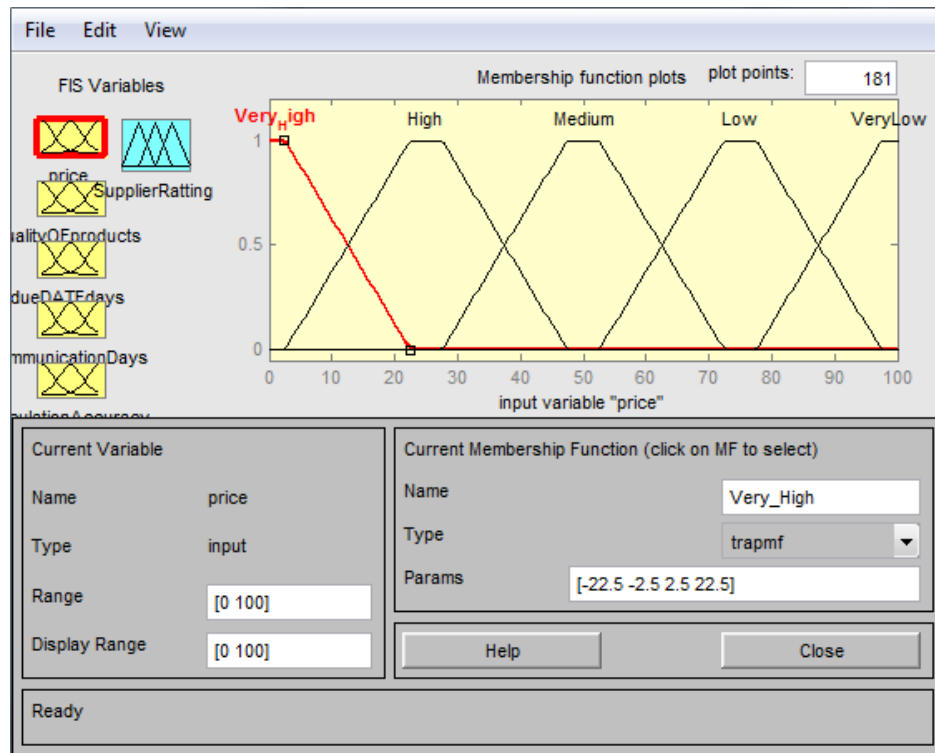 File Edit View
FIS Variables
Membership function plots plot points: 181
price
SupplierRatting
alityOFproducts
dueDATEdays
mmunicationDays
Very_High High Medium Low VeryLow
1
0.5
0
0 10 20 30 40 50 60 70 80 90 100
input variable "price"
Current Variable
Name price
Type input
Range [0 100]
Display Range [0 100]
Current Membership Function (click on MF to select)
Name Very_High
Type trapmf
Params [-22.5 -2.5 2.5 22.5]
Help Close
Ready